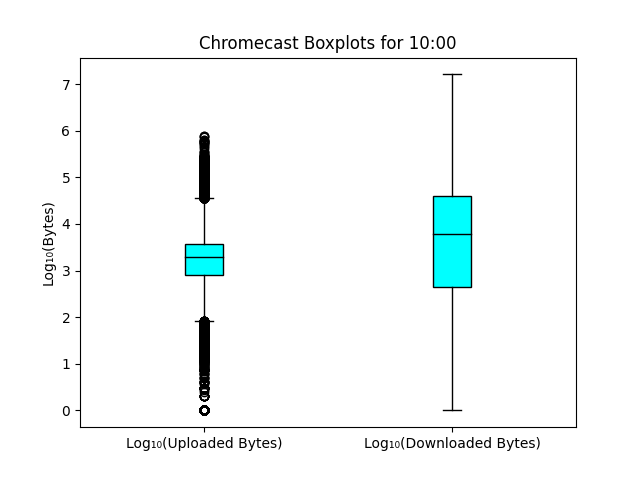 Chromecast Boxplots for 10:00
Log₁₀(Bytes)
7
6
5
4
3
2
1
0
Log₁₀(Uploaded Bytes)
Log₁₀(Downloaded Bytes)